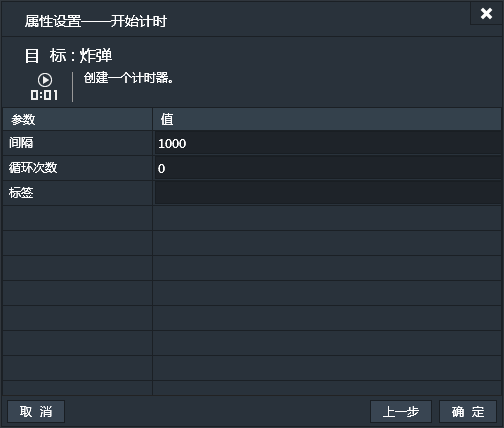 属性设置——开始计时
目 标 : 炸弹
创建一个计时器。
0:01
参数 值
间隔 1000
循环次数 0
标签
取 消 上一步 确 定